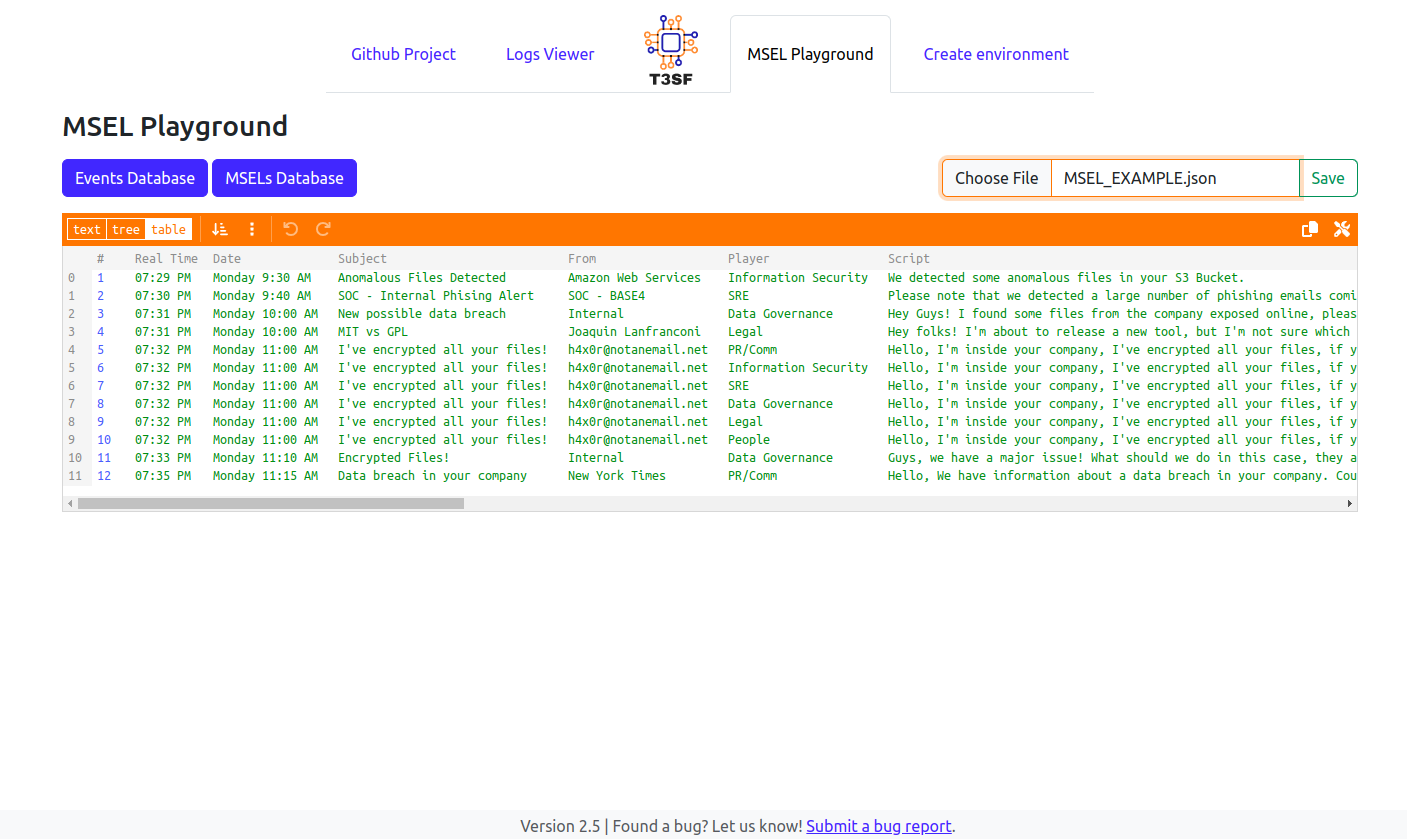 Github Project Logs Viewer T3SF MSEL Playground Create environment
MSEL Playground
Events Database MSELs Database Choose File MSEL_EXAMPLE.json Save
text tree table
# Real Time Date Subject From Player Script
0 1 07:29 PM Monday 9:30 AM Anomalous Files Detected Amazon Web Services Information Security We detected some anomalous files in your S3 Bucket.
1 2 07:30 PM Monday 9:40 AM SOC - Internal Phising Alert SOC - BASE4 SRE Please note that we detected a large number of phishing emails comi
2 3 07:31 PM Monday 10:00 AM New possible data breach Internal Data Governance Hey Guys! I found some files from the company exposed online, pleas
3 4 07:31 PM Monday 10:00 AM MIT vs GPL Joaquin Lanfranconi Legal Hey folks! I'm about to release a new tool, but I'm not sure which
4 5 07:32 PM Monday 11:00 AM I've encrypted all your files! h4x0r@notanemail.net PR/Comm Hello, I'm inside your company, I've encrypted all your files, if y
5 6 07:32 PM Monday 11:00 AM I've encrypted all your files! h4x0r@notanemail.net Information Security Hello, I'm inside your company, I've encrypted all your files, if y
6 7 07:32 PM Monday 11:00 AM I've encrypted all your files! h4x0r@notanemail.net SRE Hello, I'm inside your company, I've encrypted all your files, if y
7 8 07:32 PM Monday 11:00 AM I've encrypted all your files! h4x0r@notanemail.net Data Governance Hello, I'm inside your company, I've encrypted all your files, if y
8 9 07:32 PM Monday 11:00 AM I've encrypted all your files! h4x0r@notanemail.net Legal Hello, I'm inside your company, I've encrypted all your files, if y
9 10 07:32 PM Monday 11:00 AM I've encrypted all your files! h4x0r@notanemail.net People Hello, I'm inside your company, I've encrypted all your files, if y
10 11 07:33 PM Monday 11:10 AM Encrypted Files! Internal Data Governance Guys, we have a major issue! What should we do in this case, they a
11 12 07:35 PM Monday 11:15 AM Data breach in your company New York Times PR/Comm Hello, We have information about a data breach in your company. Cou
Version 2.5 | Found a bug? Let us know! Submit a bug report.